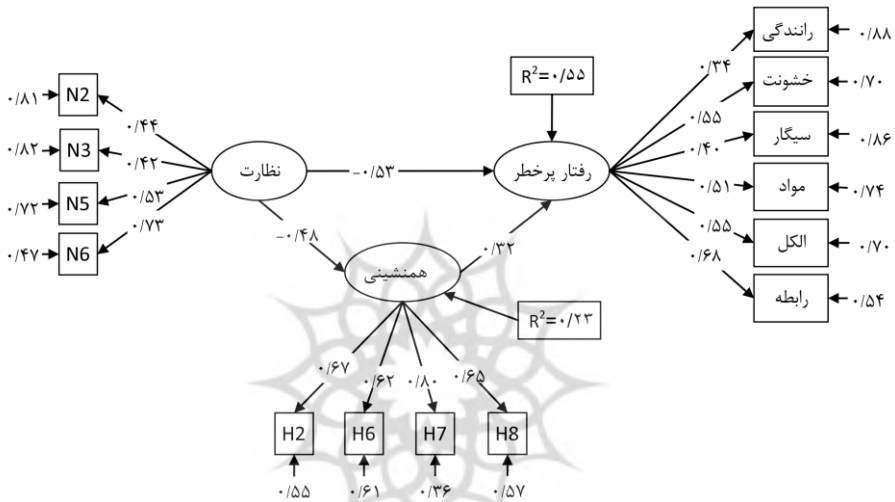 رانندگی
۰/۸۸
۰/۳۴
R²=۰/۵۵
خشونت
۰/۷۰
۰/۵۵
N2
۰/۸۱
۰/۴۴
سیگار
۰/۸۶
۰/۴۰
N3
۰/۸۲
۰/۴۲
نظارت
-۰/۵۳
رفتار پرخطر
مواد
۰/۷۴
۰/۵۱
N5
۰/۷۲
۰/۵۳
الکل
۰/۷۰
۰/۵۵
N6
۰/۴۷
۰/۷۳
-۰/۴۸
۰/۳۲
رابطه
۰/۵۴
۰/۶۸
همنشینی
R²=۰/۲۳
۰/۶۷
۰/۶۲
۰/۸۰
۰/۶۵
H2
H6
H7
H8
۰/۵۵
۰/۶۱
۰/۳۶
۰/۵۷